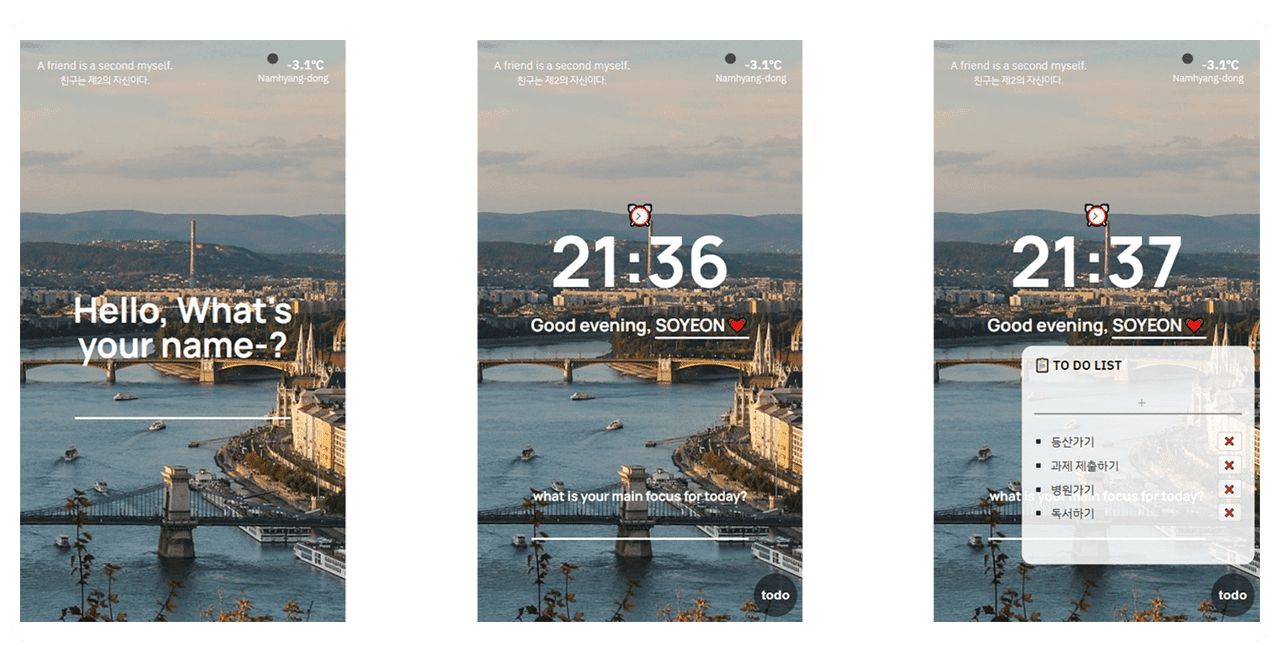 A friend is a second myself.
친구는 제2의 자신이다.
-3.1℃
Namhyang-dong
Hello, What's
your name-?
A friend is a second myself.
친구는 제2의 자신이다.
-3.1℃
Namhyang-dong
21:36
Good evening, SOYEON
what is your main focus for today?
todo
A friend is a second myself.
친구는 제2의 자신이다.
-3.1℃
Namhyang-dong
21:37
Good evening, SOYEON
TO DO LIST
+
등산가기
과제 제출하기
병원가기
what is your main focus for today?
독서하기
todo